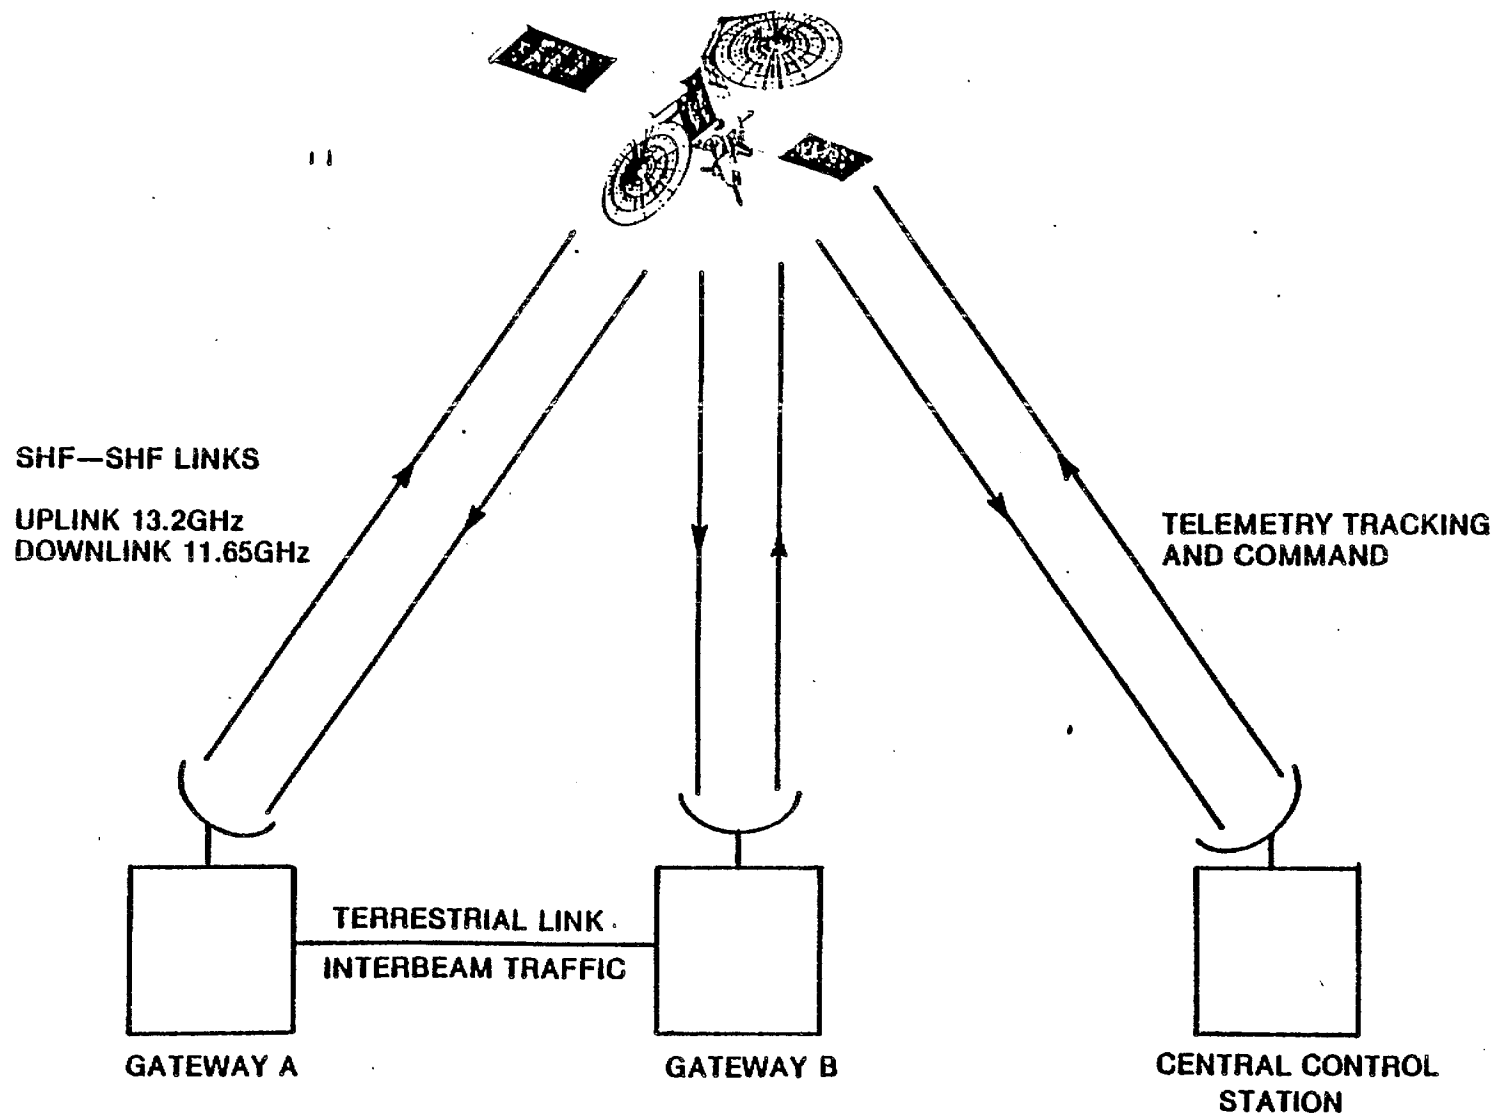 SHF—SHF LINKS
UPLINK 13.2GHz
DOWNLINK 11.65GHz
TELEMETRY TRACKING
AND COMMAND
TERRESTRIAL LINK
INTERBEAM TRAFFIC
GATEWAY A
GATEWAY B
CENTRAL CONTROL
STATION